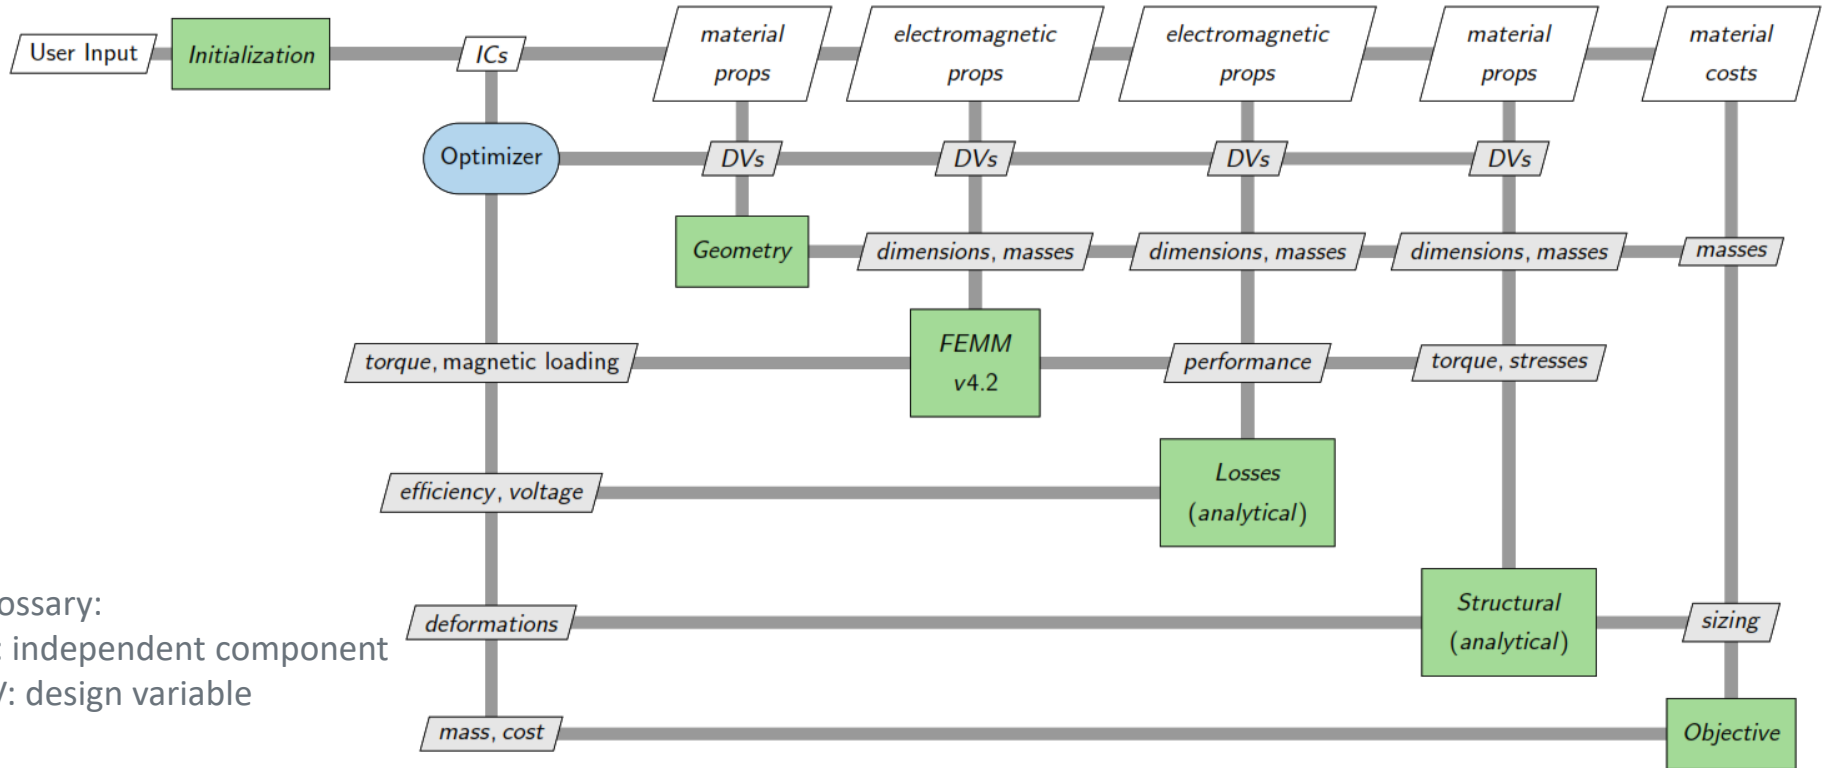 User Input
Initialization
ICs
material
props
electromagnetic
props
electromagnetic
props
material
props
material
costs
Optimizer
DVs
DVs
DVs
DVs
Geometry
dimensions, masses
dimensions, masses
dimensions, masses
masses
torque, magnetic loading
FEMM
v4.2
performance
torque, stresses
efficiency, voltage
Losses
(analytical)
ossary:
: independent component
: design variable
deformations
Structural
(analytical)
sizing
mass, cost
Objective